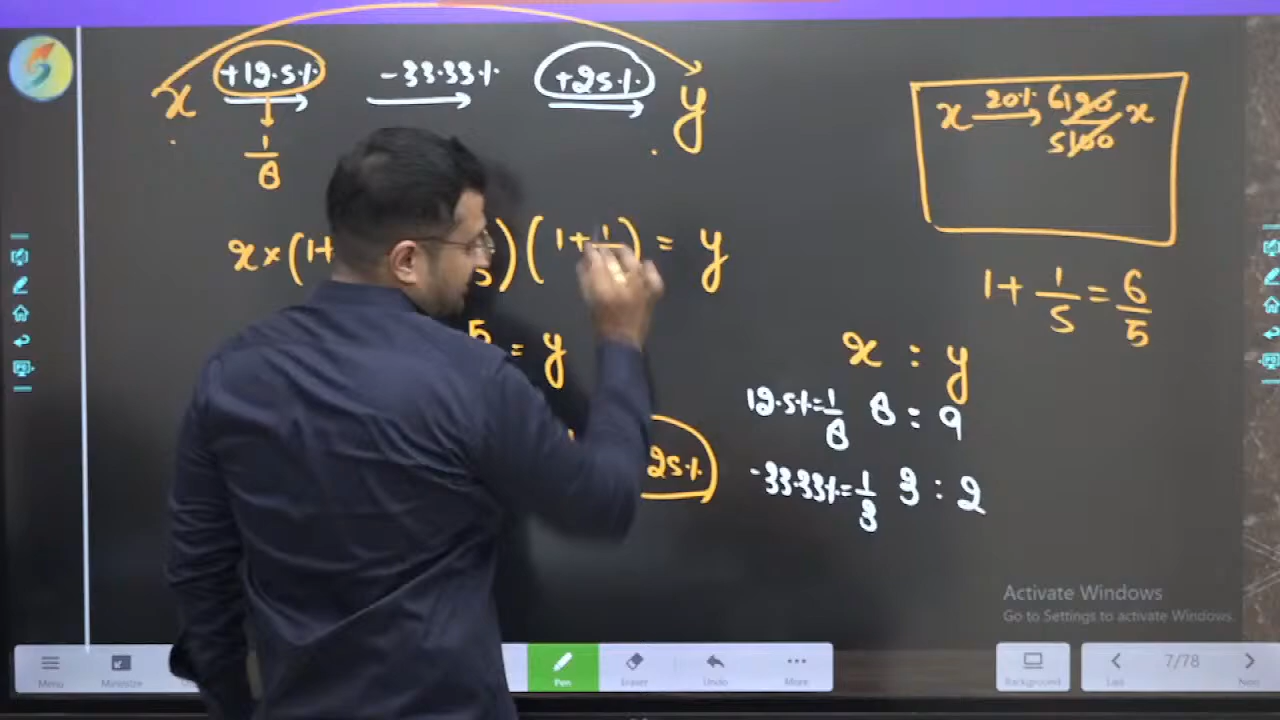 x +12.5% -33.33% +25% y
1/8
x 20% 6120/5100 x
x × (1+ ) (1+1 ) = y
1 + 1/5 = 6/5
5 = y
x : y
12.5% = 1/8 8 : 9
25%
-33.33% = 1/3 3 : 2
Activate Windows
Go to Settings to activate Windows.
Menu Minimize Pen Eraser Undo More Background Last 7/78 Next